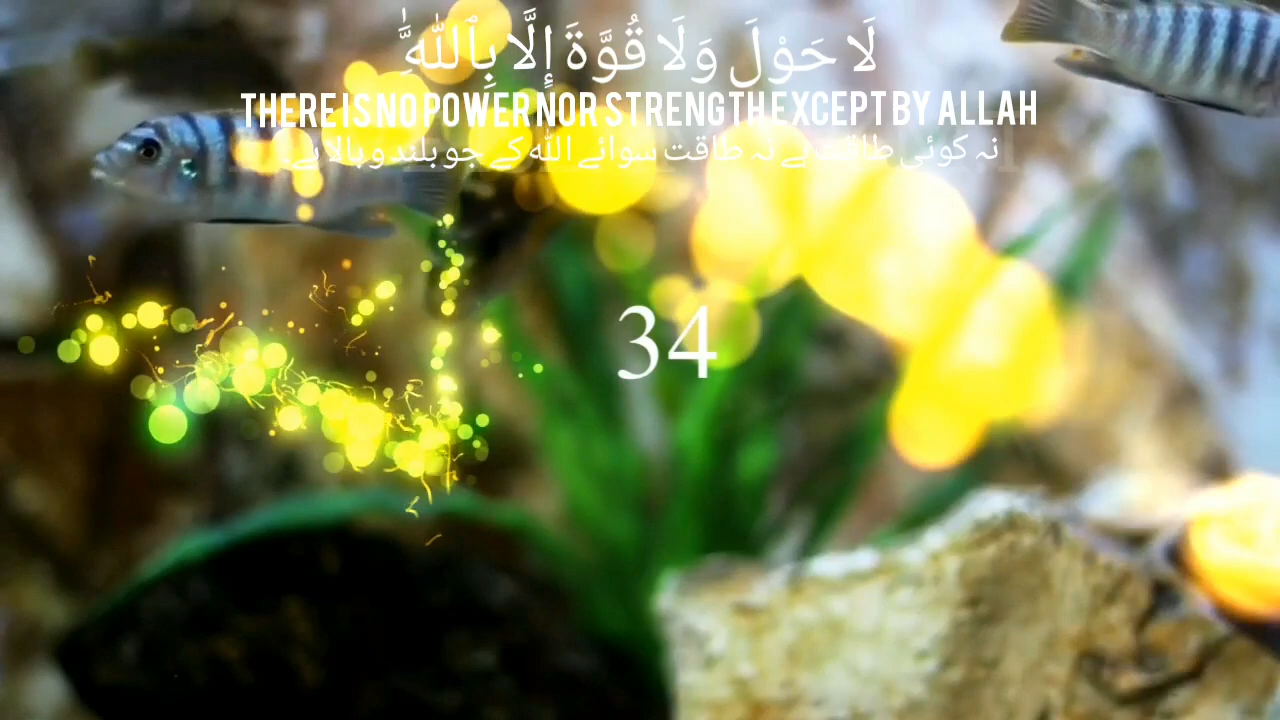 لَا حَوْلَ وَلَا قُوَّةَ إِلَّا بِٱللَّٰهِ
THERE IS NO POWER NOR STRENGTH EXCEPT BY ALLAH
نہ کوئی طاقت ہے نہ طاقت سوائے اللّٰہ کے جو بلند و بالا ہے۔
34